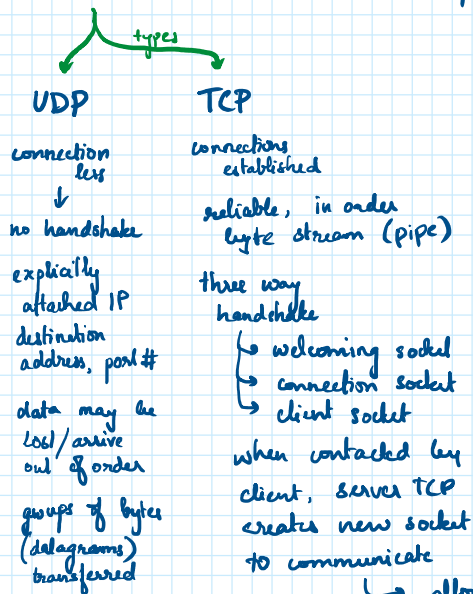 types
UDP
connection
less
no handshake
explicitly
attached IP
destination
address, port #
data may be
lost/arrive
out of order
groups of bytes
(datagrams)
transferred
TCP
connections
established
reliable, in order
byte stream (pipe)
three way
handshake
welcoming socket
connection socket
client socket
when contacted by
client, server TCP
creates new socket
to communicate